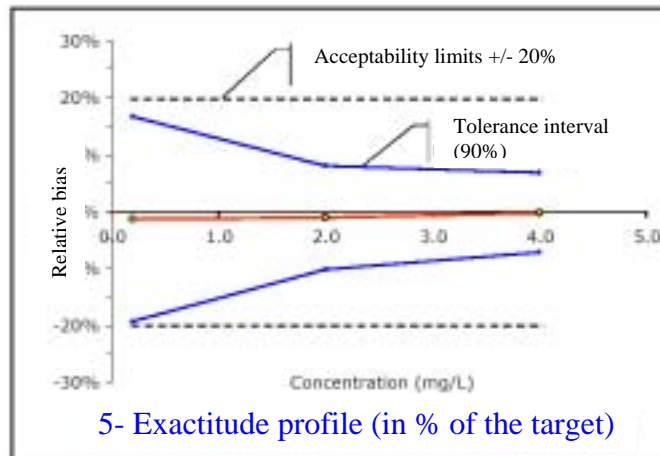 30%
Acceptability limits +/- 20%
20%
Tolerance interval
(90%)
%
Relative bias
%
0.0 1.0 2.0 3.0 4.0 5.0
%
-20%
-30%
Concentration (mg/L)
5- Exactitude profile (in % of the target)